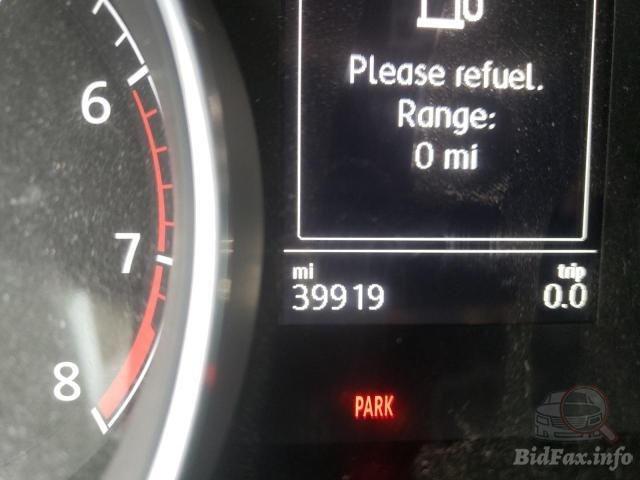 Please refuel.
Range:
0 mi
6
7
8
mi trip
39919 0.0
PARK
BidFax.info